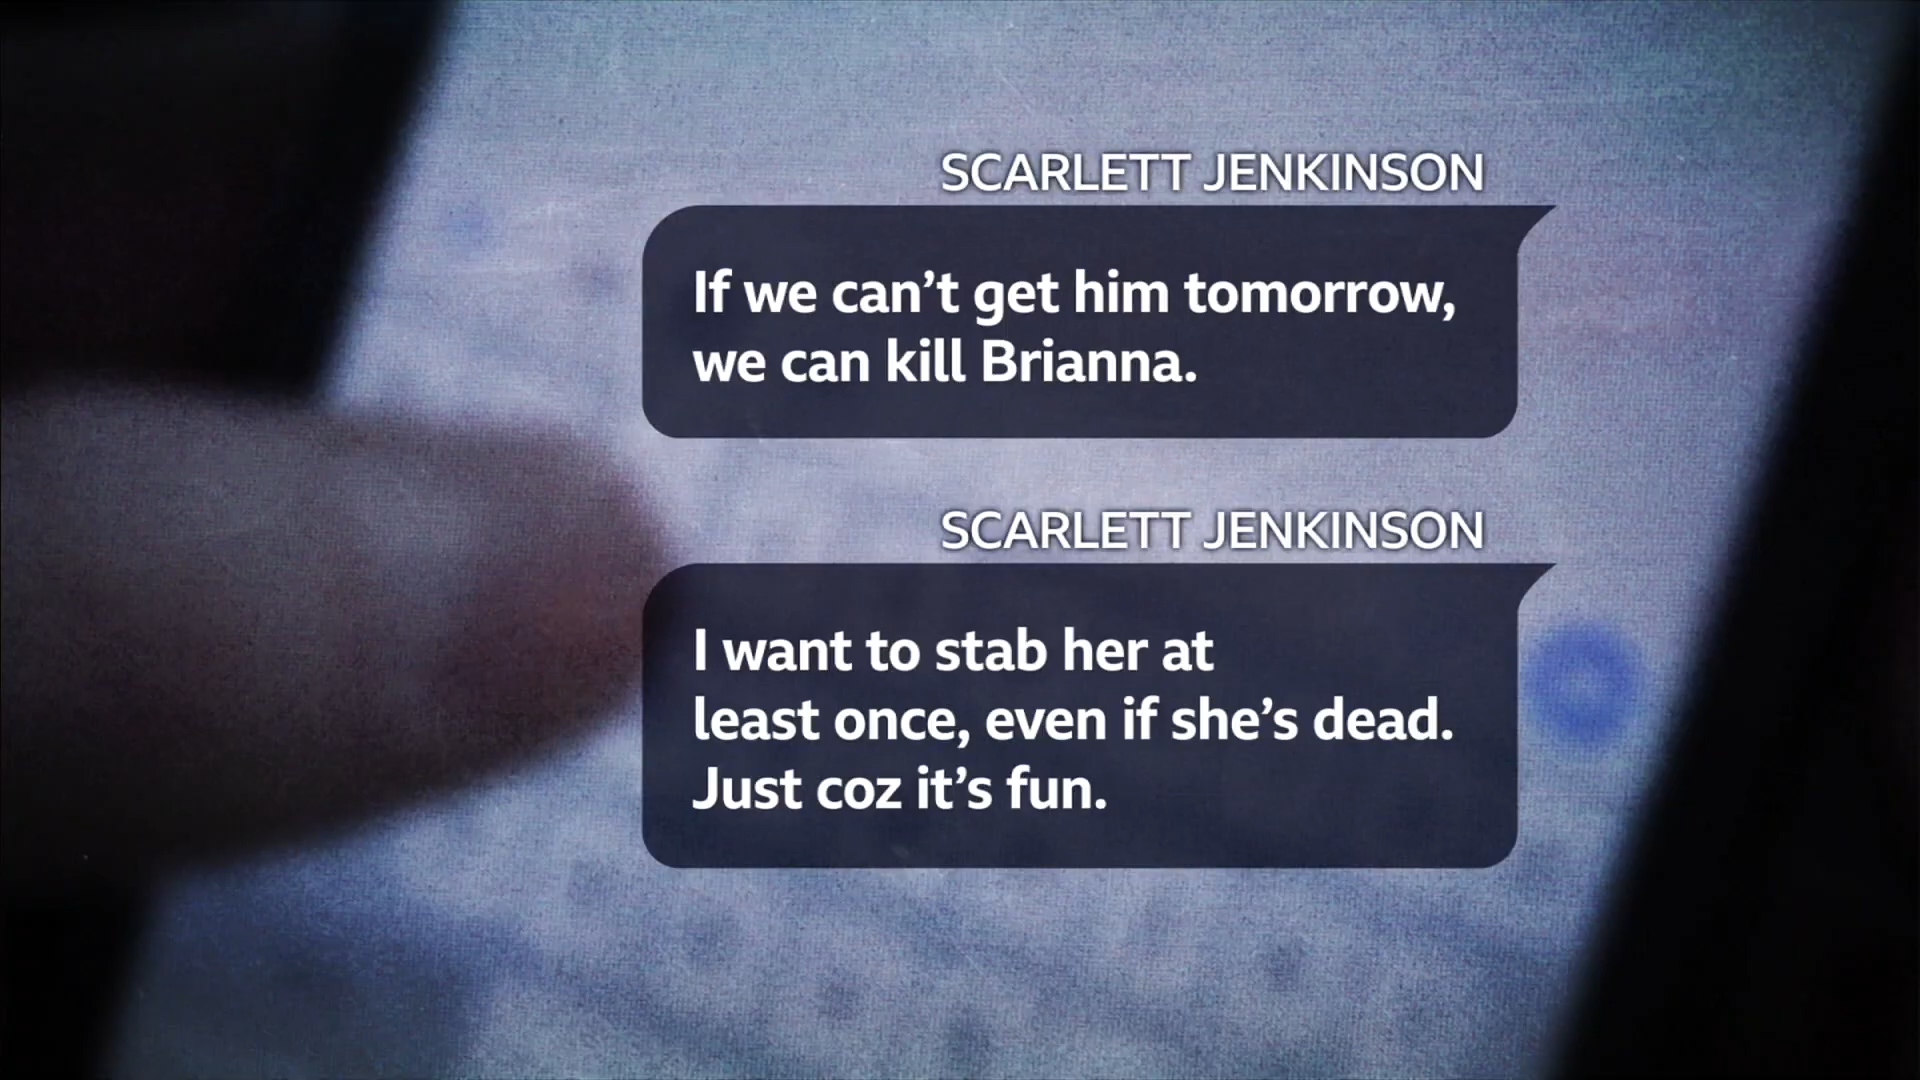 SCARLETT JENKINSON
If we can’t get him tomorrow,
we can kill Brianna.
SCARLETT JENKINSON
I want to stab her at
least once, even if she’s dead.
Just coz it’s fun.